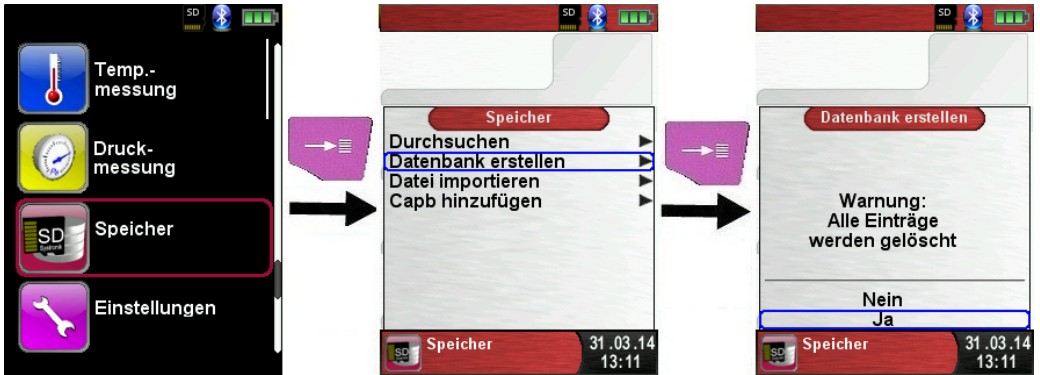 SD
Temp.-
messung
Druck-
messung
SD
Speicher
Einstellungen
SD
Speicher
Durchsuchen
Datenbank erstellen
Datei importieren
Capb hinzufügen
SD
Speicher
31.03.14
13:11
SD
Datenbank erstellen
Warnung:
Alle Einträge
werden gelöscht
Nein
Ja
SD
Speicher
31.03.14
13:11